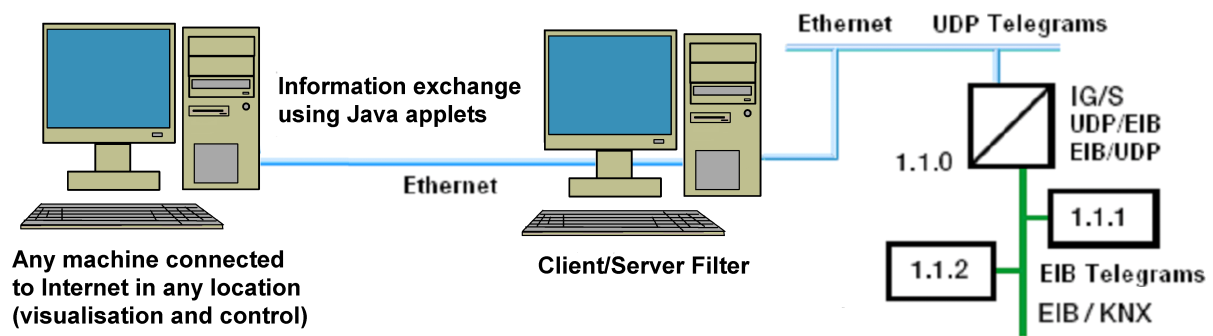 Ethernet
UDP Telegrams
Information exchange
using Java applets
IG/S
UDP/EIB
EIB/UDP
1.1.0
Ethernet
1.1.1
1.1.2
Any machine connected
to Internet in any location
(visualisation and control)
Client/Server Filter
EIB Telegrams
EIB / KNX